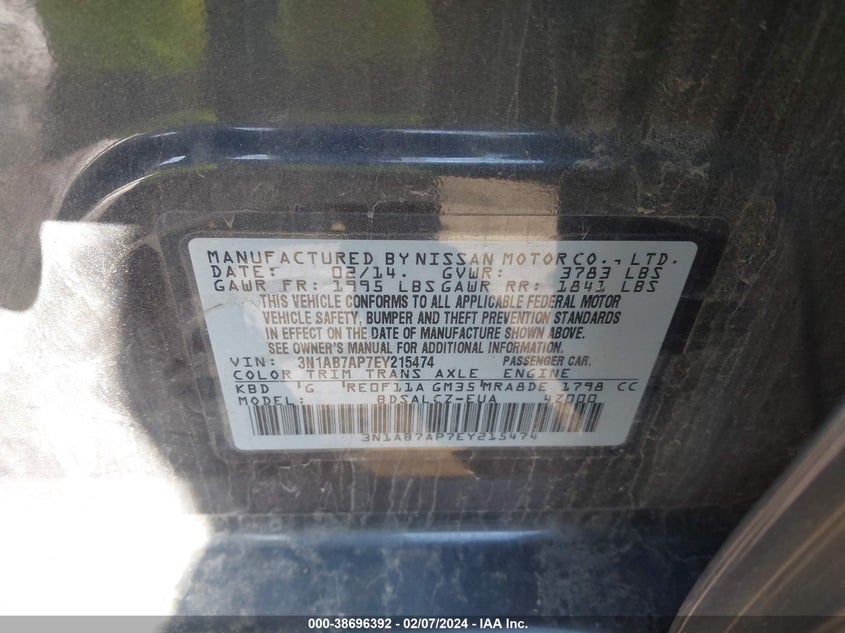 MANUFACTURED BY NISSAN MOTOR CO., LTD.
DATE: 03/14. GVWR: 3783 LBS
GAWR FR: 1995 LBS GAWR RR: 1841 LBS
THIS VEHICLE CONFORMS TO ALL APPLICABLE FEDERAL MOTOR
VEHICLE SAFETY, BUMPER AND THEFT PREVENTION STANDARDS
IN EFFECT ON THE DATE OF MANUFACTURE SHOWN ABOVE.
SEE OWNER'S MANUAL FOR ADDITIONAL INFORMATION.
VIN: 3N1AB7AP7EY215474 PASSENGER CAR.
COLOR TRIM TRANS AXLE ENGINE
KBD G RE0F11A GM35 MRA8DE 1798 CC
MODEL: BDSALCZ-EUA 47000
3N1AB7AP7EY215474
000-38696392 - 02/07/2024 - IAA Inc.